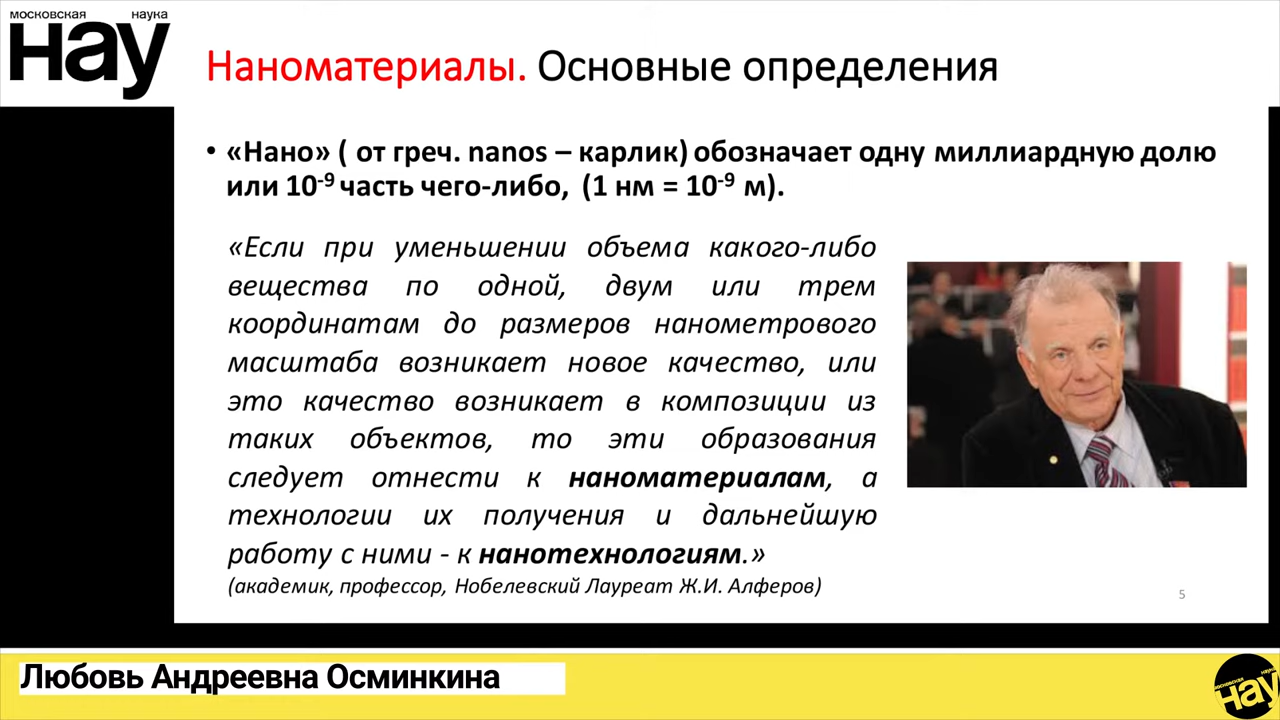 московская наука
нау
Наноматериалы. Основные определения
• «Нано» ( от греч. nanos – карлик) обозначает одну миллиардную долю
или 10⁻⁹ часть чего-либо, (1 нм = 10⁻⁹ м).
«Если при уменьшении объема какого-либо
вещества по одной, двум или трем
координатам до размеров нанометрового
масштаба возникает новое качество, или
это качество возникает в композиции из
таких объектов, то эти образования
следует отнести к наноматериалам, а
технологии их получения и дальнейшую
работу с ними - к нанотехнологиям.»
(академик, профессор, Нобелевский Лауреат Ж.И. Алферов)
5
Любовь Андреевна Осминкина
московская наука
нау